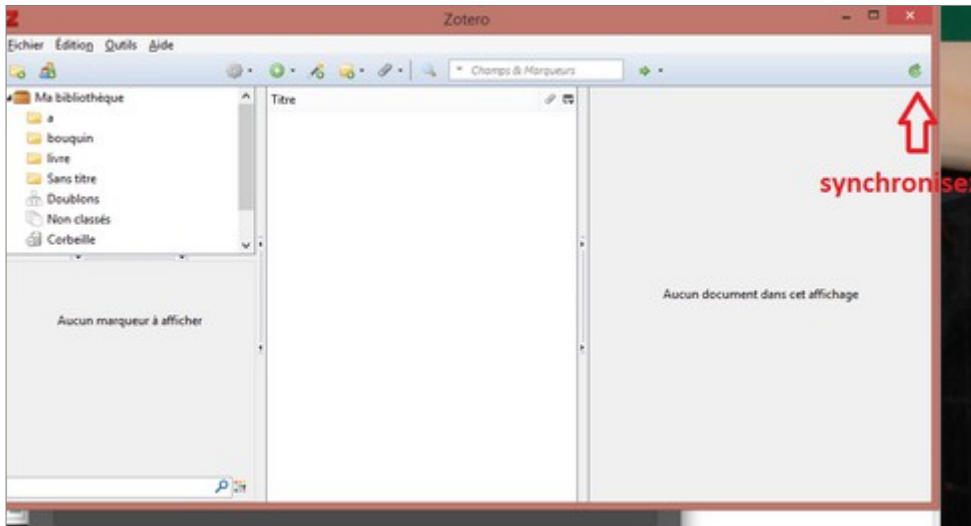 Z Zotero
Fichier Édition Outils Aide
Champs & Marqueurs
Ma bibliothèque
a
bouquin
livre
Sans titre
Doublons
Non classés
Corbeille
Titre
synchronisez
Aucun document dans cet affichage
Aucun marqueur à afficher